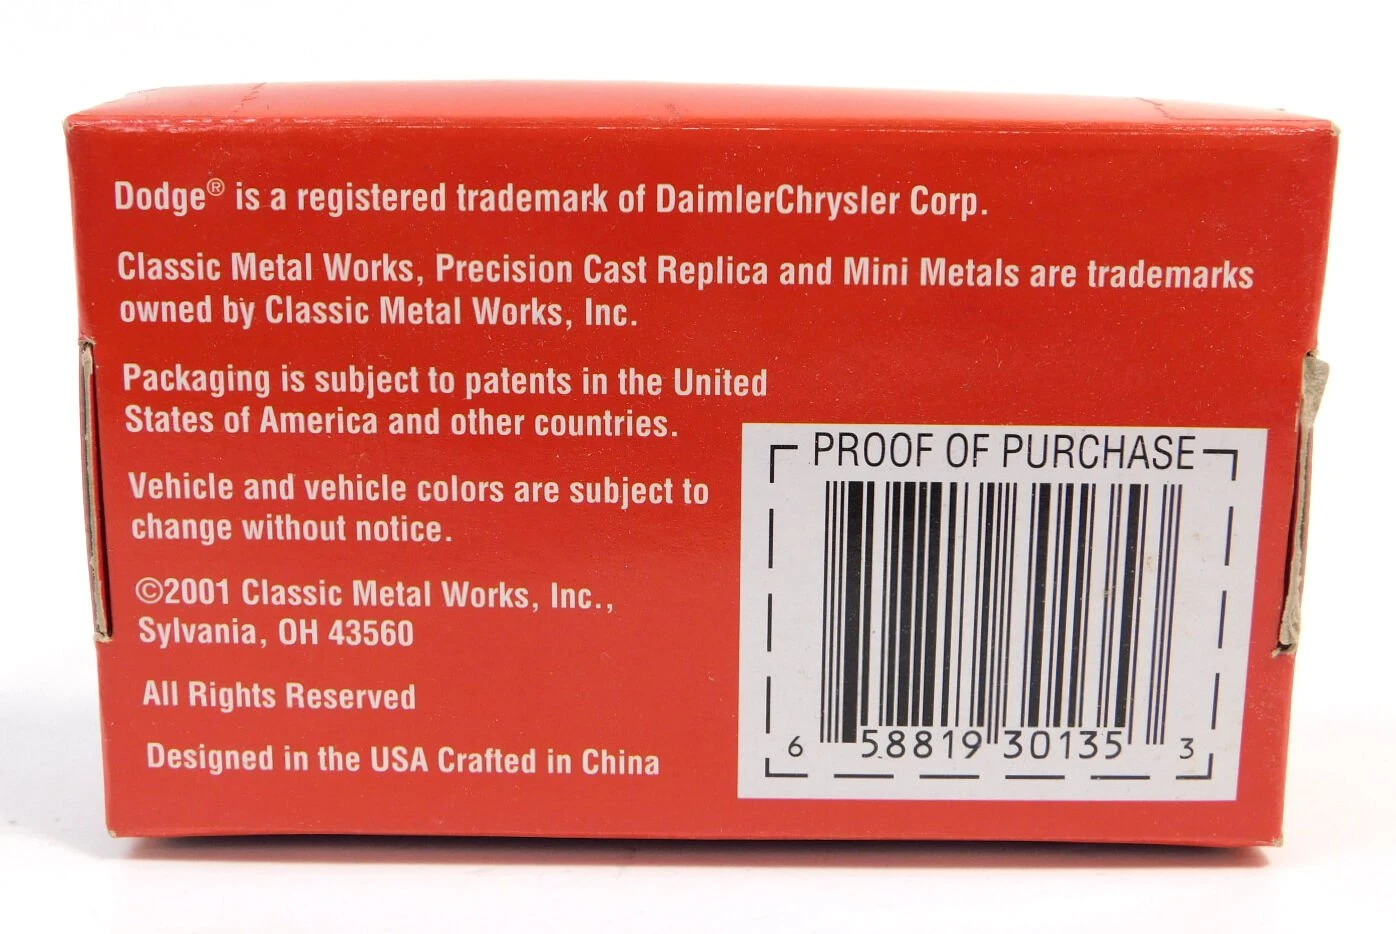 Dodge® is a registered trademark of DaimlerChrysler Corp.
Classic Metal Works, Precision Cast Replica and Mini Metals are trademarks
owned by Classic Metal Works, Inc.
Packaging is subject to patents in the United
States of America and other countries.
Vehicle and vehicle colors are subject to
change without notice.
©2001 Classic Metal Works, Inc.,
Sylvania, OH 43560
All Rights Reserved
Designed in the USA Crafted in China
PROOF OF PURCHASE
6 58819 30135 3